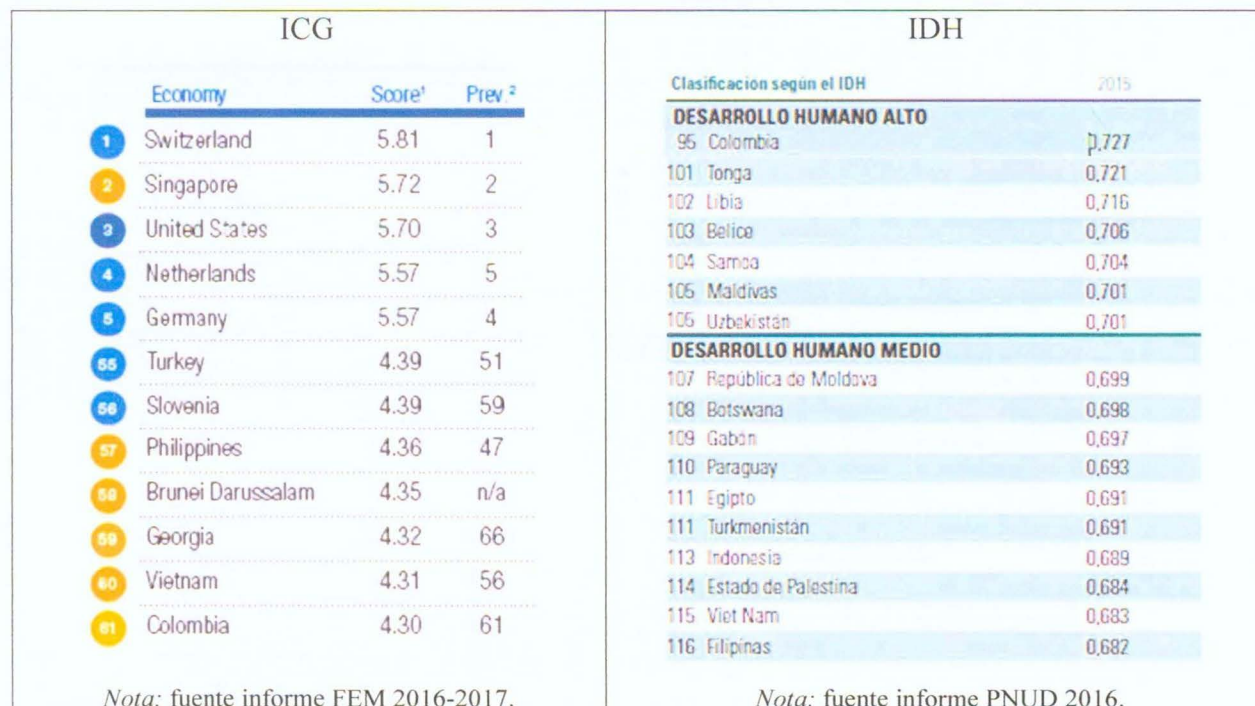 ICG
Economy Score¹ Prev.²
1 Switzerland 5.81 1
2 Singapore 5.72 2
3 United States 5.70 3
4 Netherlands 5.57 5
5 Germany 5.57 4
55 Turkey 4.39 51
56 Slovenia 4.39 59
57 Philippines 4.36 47
58 Brunei Darussalam 4.35 n/a
59 Georgia 4.32 66
60 Vietnam 4.31 56
61 Colombia 4.30 61
Nota: fuente informe FEM 2016-2017.
IDH
Clasificación según el IDH 2015
DESARROLLO HUMANO ALTO
95 Colombia 0,727
101 Tonga 0,721
102 Libia 0,716
103 Belice 0,706
104 Samoa 0,704
105 Maldivas 0,701
105 Uzbekistán 0,701
DESARROLLO HUMANO MEDIO
107 República de Moldova 0,699
108 Botswana 0,698
109 Gabón 0,697
110 Paraguay 0,693
111 Egipto 0,691
111 Turkmenistán 0,691
113 Indonesia 0,689
114 Estado de Palestina 0,684
115 Viet Nam 0,683
116 Filipinas 0,682
Nota: fuente informe PNUD 2016.